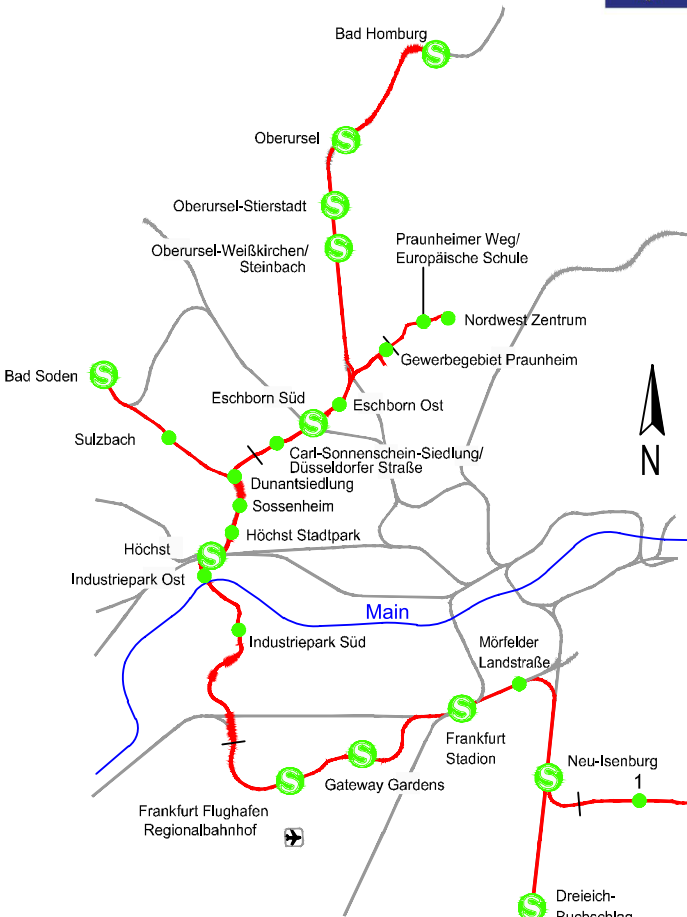 Bad Homburg
S
Oberursel
S
Oberursel-Stierstadt
S
Oberursel-Weißkirchen/
Steinbach
S
Praunheimer Weg/
Europäische Schule
Nordwest Zentrum
Gewerbegebiet Praunheim
Bad Soden
S
Eschborn Süd
S
Eschborn Ost
Sulzbach
Carl-Sonnenschein-Siedlung/
Düsseldorfer Straße
N
Dunantsiedlung
Sossenheim
Höchst Stadtpark
Höchst
S
Industriepark Ost
Main
Industriepark Süd
Mörfelder
Landstraße
S
Frankfurt
Stadion
S
Gateway Gardens
S
Frankfurt Flughafen
Regionalbahnhof
Neu-Isenburg
S
1
S
Dreieich-